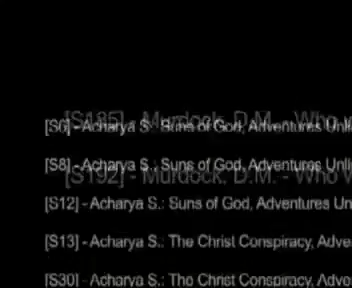 [S185] - Murdock, D.M. - Who W
[S6] - Acharya S.: Suns of God, Adventures Unli
[S8] - Acharya S.: Suns of God, Adventures Unli
[S192] - Murdock, D.M. - Who W
[S12] - Acharya S.: Suns of God, Adventures Un
[S13] - Acharya S.: The Christ Conspiracy, Adve
[S30] - Acharya S.: The Christ Conspiracy, Adve